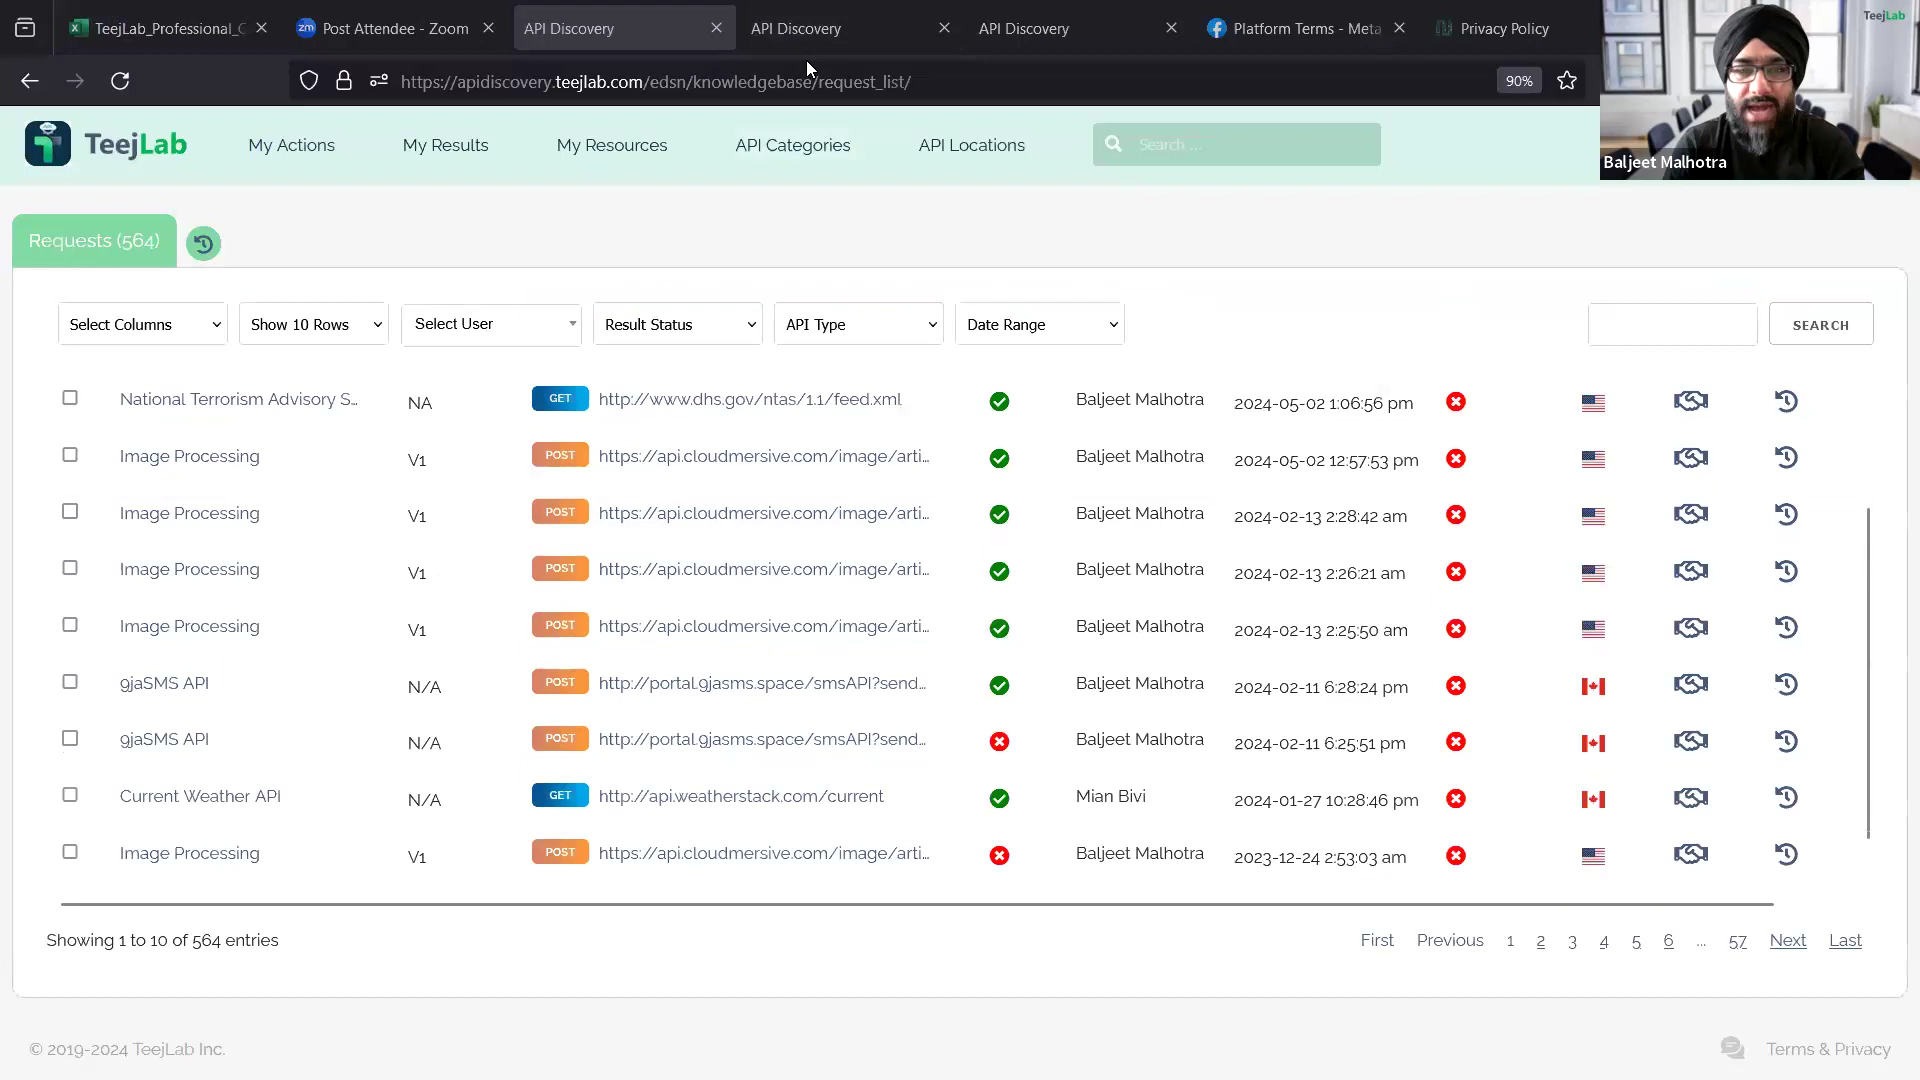 TeejLab_Professional_
Post Attendee - Zoom
API Discovery
API Discovery
API Discovery
Platform Terms - Meta
Privacy Policy
TeejLab
https://apidiscovery.teejlab.com/edsn/knowledgebase/request_list/
90%
Baljeet Malhotra
TeejLab
My Actions
My Results
My Resources
API Categories
API Locations
Search ...
Requests (564)
Select Columns
Show 10 Rows
Select User
Result Status
API Type
Date Range
SEARCH
National Terrorism Advisory S... NA GET http://www.dhs.gov/ntas/1.1/feed.xml Baljeet Malhotra 2024-05-02 1:06:56 pm
Image Processing V1 POST https://api.cloudmersive.com/image/arti... Baljeet Malhotra 2024-05-02 12:57:53 pm
Image Processing V1 POST https://api.cloudmersive.com/image/arti... Baljeet Malhotra 2024-02-13 2:28:42 am
Image Processing V1 POST https://api.cloudmersive.com/image/arti... Baljeet Malhotra 2024-02-13 2:26:21 am
Image Processing V1 POST https://api.cloudmersive.com/image/arti... Baljeet Malhotra 2024-02-13 2:25:50 am
9jaSMS API N/A POST http://portal.9jasms.space/smsAPI?send... Baljeet Malhotra 2024-02-11 6:28:24 pm
9jaSMS API N/A POST http://portal.9jasms.space/smsAPI?send... Baljeet Malhotra 2024-02-11 6:25:51 pm
Current Weather API N/A GET http://api.weatherstack.com/current Mian Bivi 2024-01-27 10:28:46 pm
Image Processing V1 POST https://api.cloudmersive.com/image/arti... Baljeet Malhotra 2023-12-24 2:53:03 am
Showing 1 to 10 of 564 entries
First Previous 1 2 3 4 5 6 ... 57 Next Last
© 2019-2024 TeejLab Inc.
Terms & Privacy